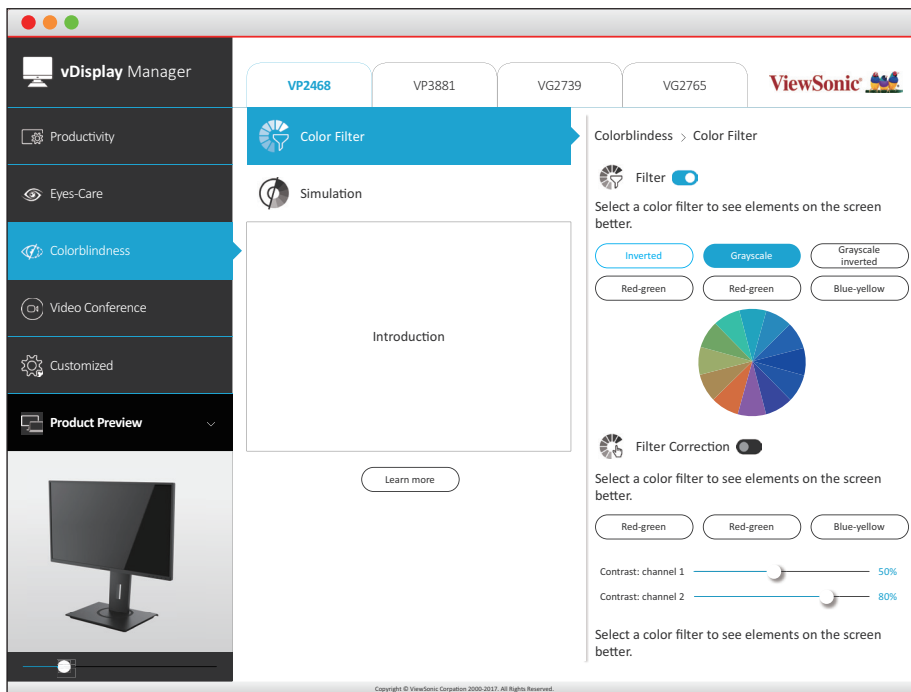 vDisplay Manager
VP2468
VP3881
VG2739
VG2765
ViewSonic
Productivity
Eyes-Care
Colorblindness
Video Conference
Customized
Product Preview
Color Filter
Simulation
Introduction
Learn more
Colorblindeness > Color Filter
Filter
Select a color filter to see elements on the screen
better.
Inverted
Grayscale
Grayscale
inverted
Red-green
Red-green
Blue-yellow
Filter Correction
Select a color filter to see elements on the screen
better.
Red-green
Red-green
Blue-yellow
Contrast: channel 1
50%
Contrast: channel 2
80%
Select a color filter to see elements on the screen
better.
Copyright © ViewSonic Corpation 2000-2017. All Rights Reserved.